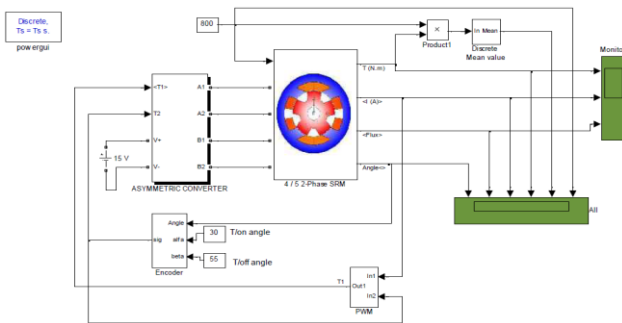 Discrete,
Ts = Ts s.
powergui
800
×
Product1
In Mean
Discrete
Mean value
Monito
T (N.m)
<I (A)>
<Flux>
Angle=>
<T1>
T2
V+
V-
A1
A2
B1
B2
15 V
ASYMMETRIC CONVERTER
4 / 5 2-Phase SRM
All
Angle
sig
alfa
beta
Encoder
30
T/on angle
55
T/off angle
T1
In1
Out1
In2
PWM